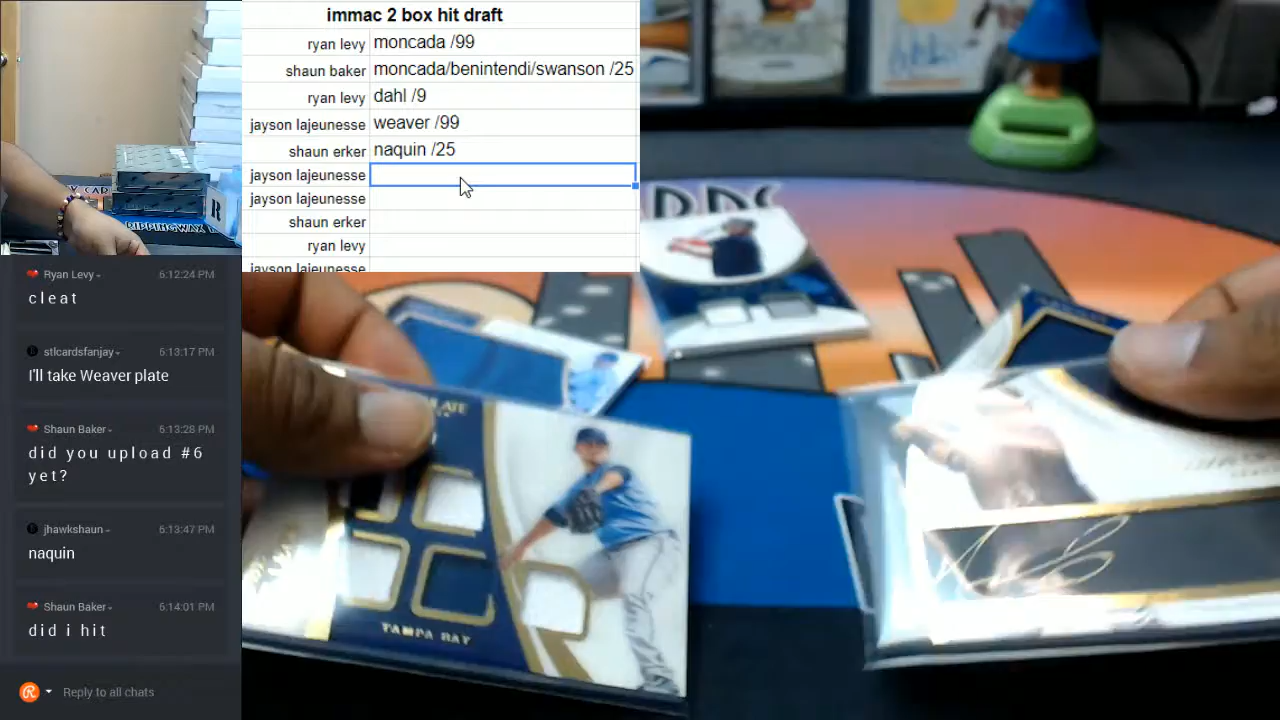 immac 2 box hit draft
ryan levy moncada /99
shaun baker moncada/benintendi/swanson /25
ryan levy dahl /9
jayson lajeunesse weaver /99
shaun erker naquin /25
jayson lajeunesse
jayson lajeunesse
shaun erker
ryan levy
jayson lajeunesse
R
Ryan Levy 6:12:24 PM
cleat
stlcardsfanjay 6:13:17 PM
I'll take Weaver plate
Shaun Baker 6:13:28 PM
did you upload #6
yet?
jhawkshaun 6:13:47 PM
naquin
Shaun Baker 6:14:01 PM
did i hit
Reply to all chats
TAMPA BAY